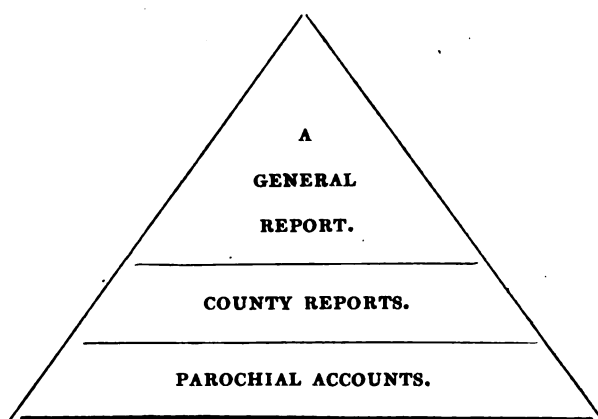 A
GENERAL
REPORT.
COUNTY REPORTS.
PAROCHIAL ACCOUNTS.